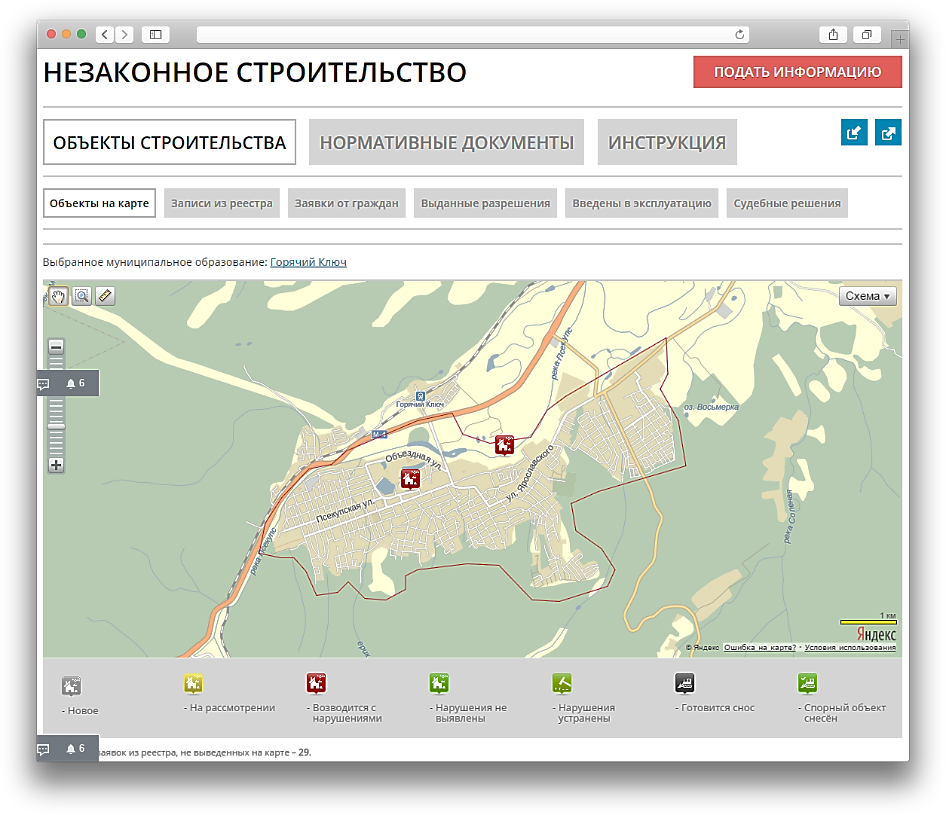 НЕЗАКОННОЕ СТРОИТЕЛЬСТВО
ПОДАТЬ ИНФОРМАЦИЮ
ОБЪЕКТЫ СТРОИТЕЛЬСТВА
НОРМАТИВНЫЕ ДОКУМЕНТЫ
ИНСТРУКЦИЯ
Объекты на карте
Записи из реестра
Заявки от граждан
Выданные разрешения
Введены в эксплуатацию
Судебные решения
Выбранное муниципальное образование: Горячий Ключ
Схема
6
река Псекупс
Горячий Ключ
оз. Восьмерка
М-4
Объездная ул.
ул. Ярославского
Псекупская ул.
река Соленая
река Псекупс
ерик
1 км
Яндекс
© Яндекс Ошибка на карте? · Условия использования
- Новое
- На рассмотрении
- Возводится с
нарушениями
- Нарушения не
выявлены
- Нарушения
устранены
- Готовится снос
- Спорный объект
снесён
6
заявок из реестра, не выведенных на карте – 29.